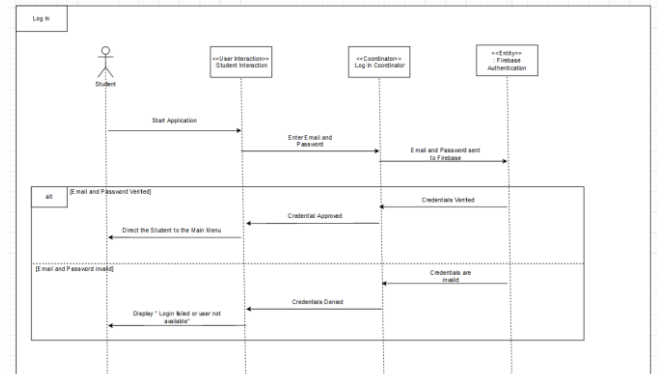 Log In
Student
<<User Interaction>>
:Student Interaction
<<Coordinator>>
:Log In Coordinator
<<Entity>>
: Firebase
Authentication
Start Application
Enter Email and
Password
Email and Password sent
to Firebase
alt
[Email and Password Verified]
Credentials Verified
Credential Approved
Direct the Student to the Main Menu
[Email and Password invalid]
Credentials are
invalid
Credentials Denied
Display " Login failed or user not
available"